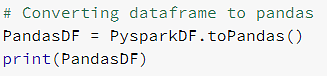 # Converting dataframe to pandas
PandasDF = PysparkDF.toPandas()
print(PandasDF)